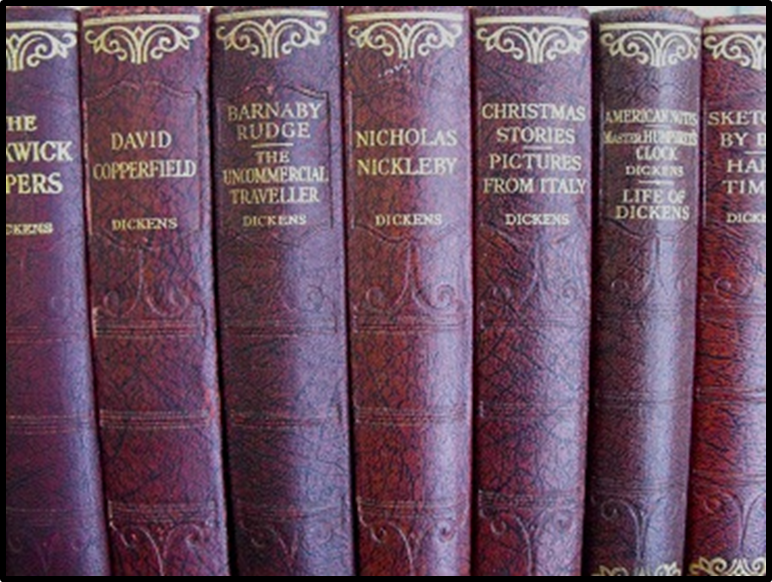 HE
KWICK
PERS
CKENS
DAVID
COPPERFIELD
DICKENS
BARNABY
RUDGE
THE
UNCOMMERCIAL
TRAVELLER
DICKENS
NICHOLAS
NICKLEBY
DICKENS
CHRISTMAS
STORIES
PICTURES
FROM ITALY
DICKENS
AMERICAN NOTES
MASTER HUMPHREY'S
CLOCK
DICKENS
LIFE OF
DICKENS
SKETC
BY B
HA
TIM
DICK